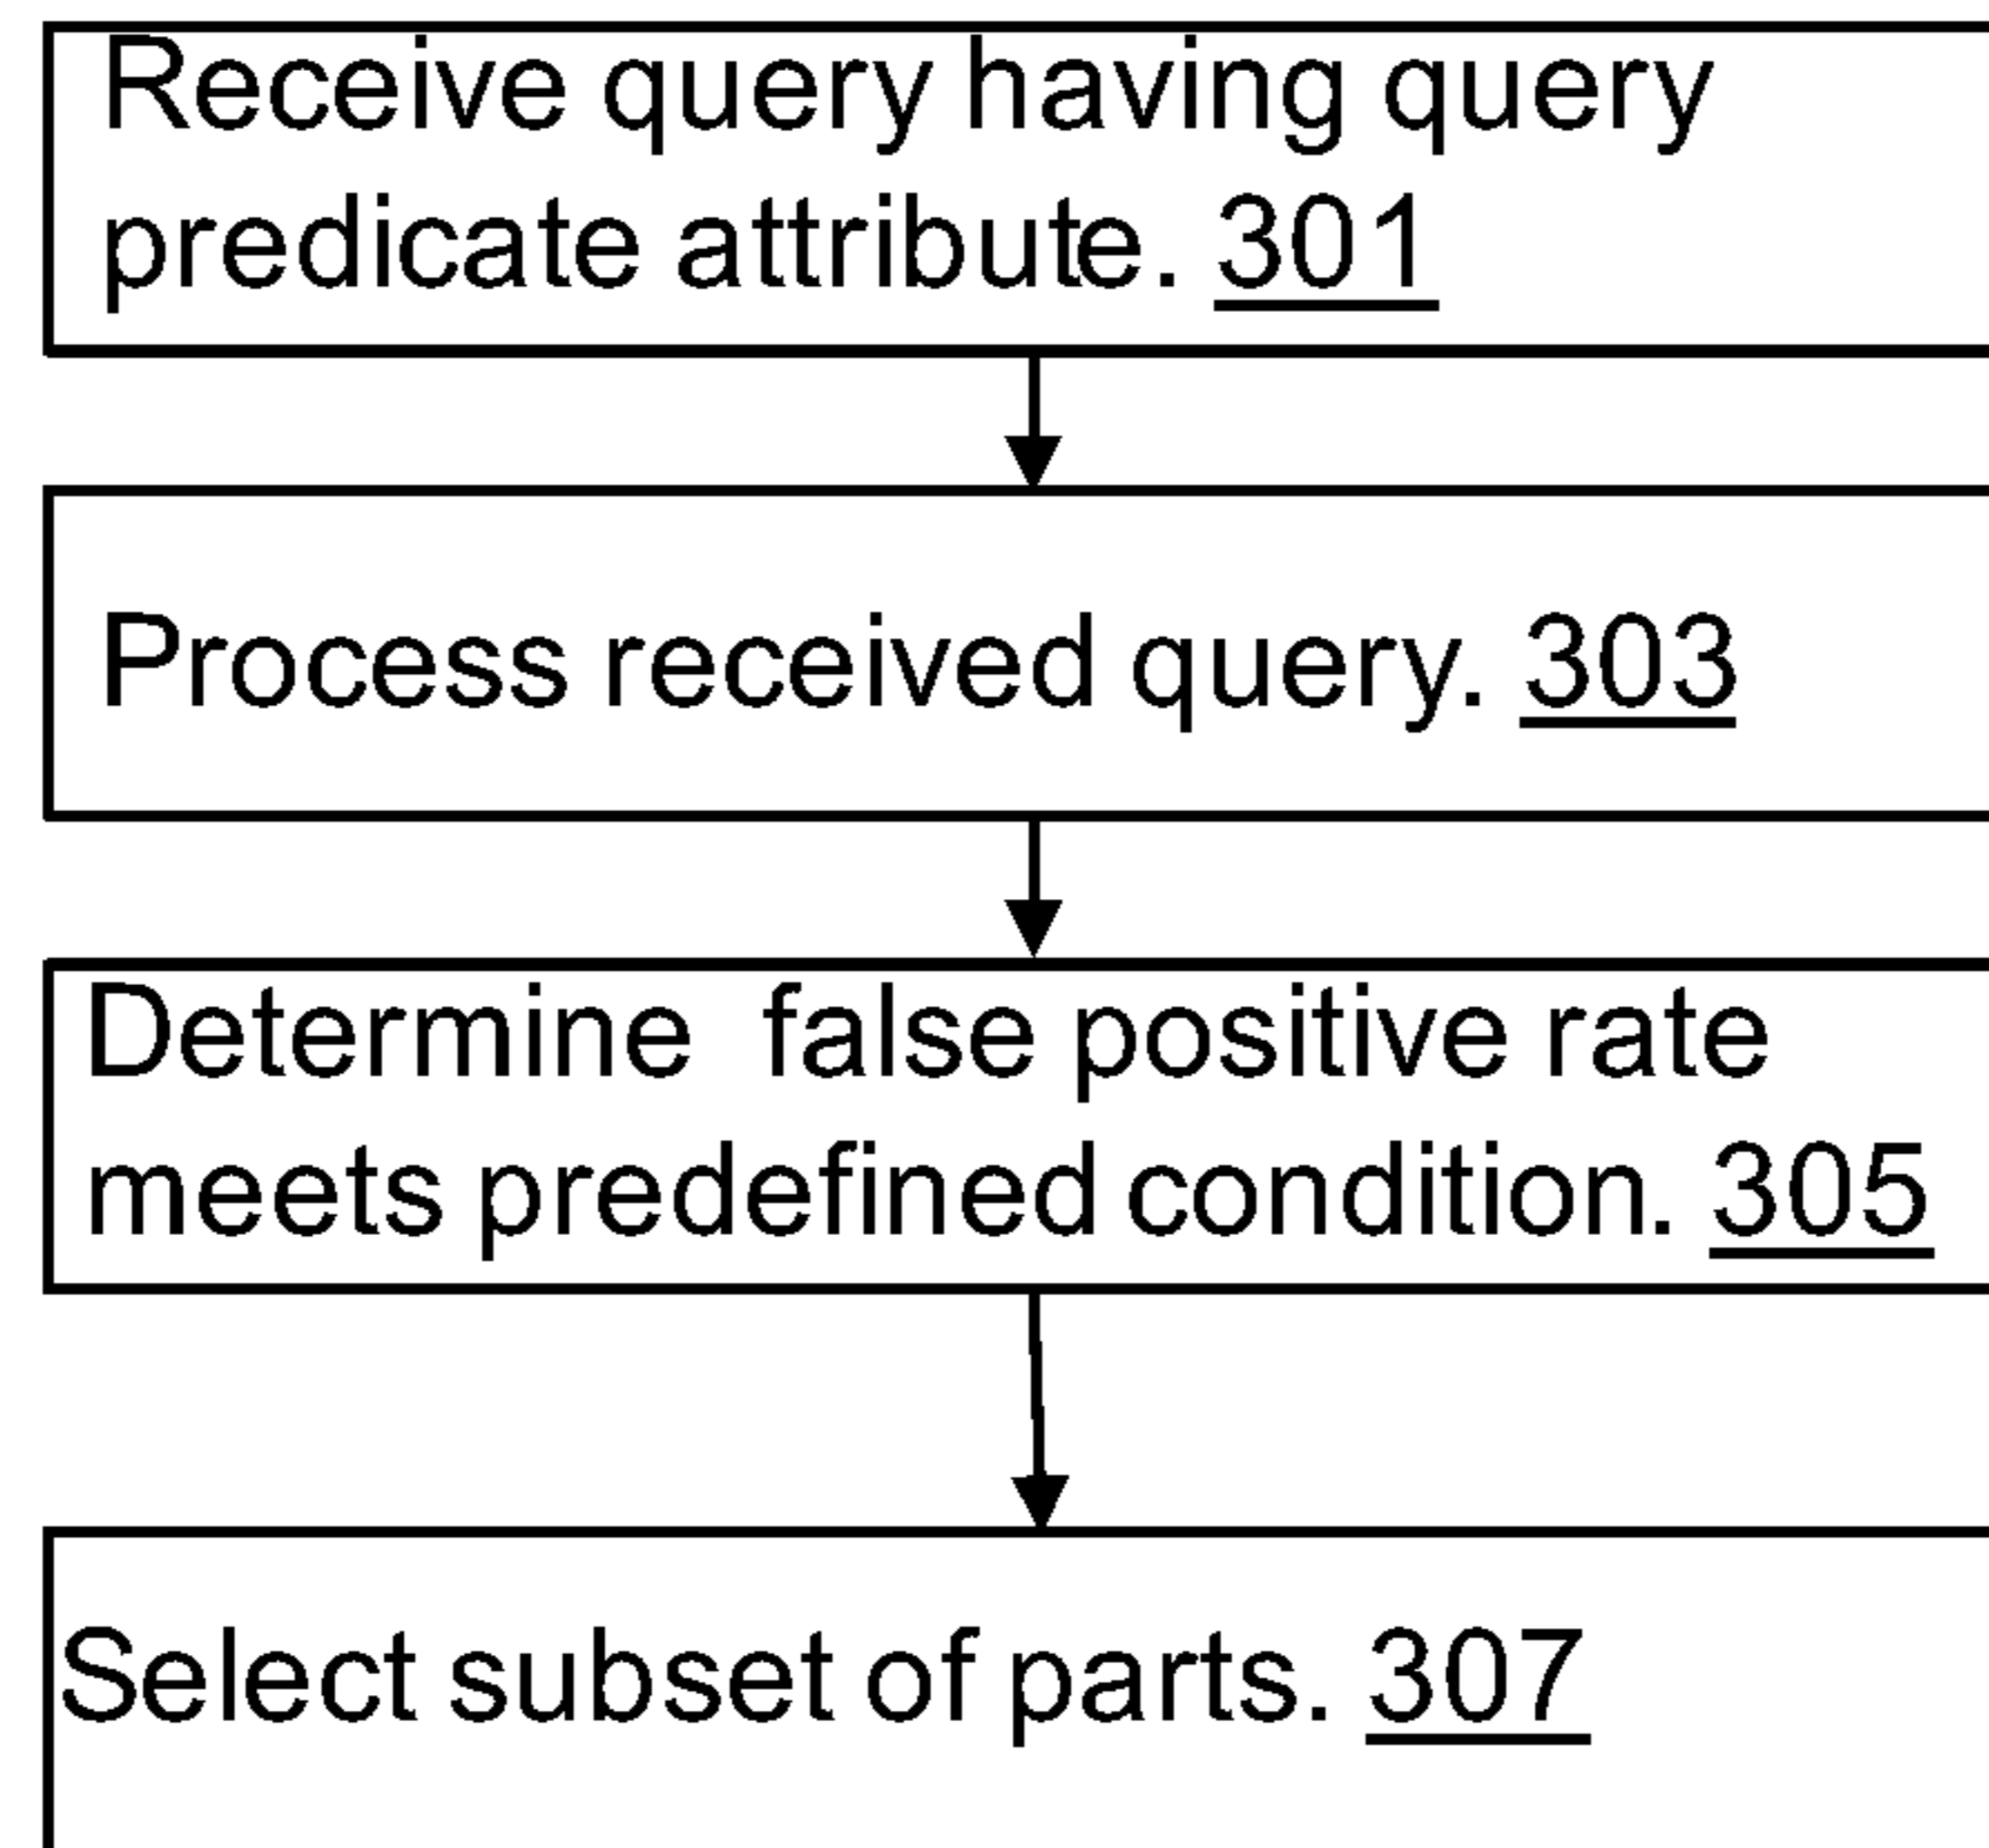 Receive query having query
predicate attribute. 301
Process received query. 303
Determine false positive rate
meets predefined condition. 305
Select subset of parts. 307